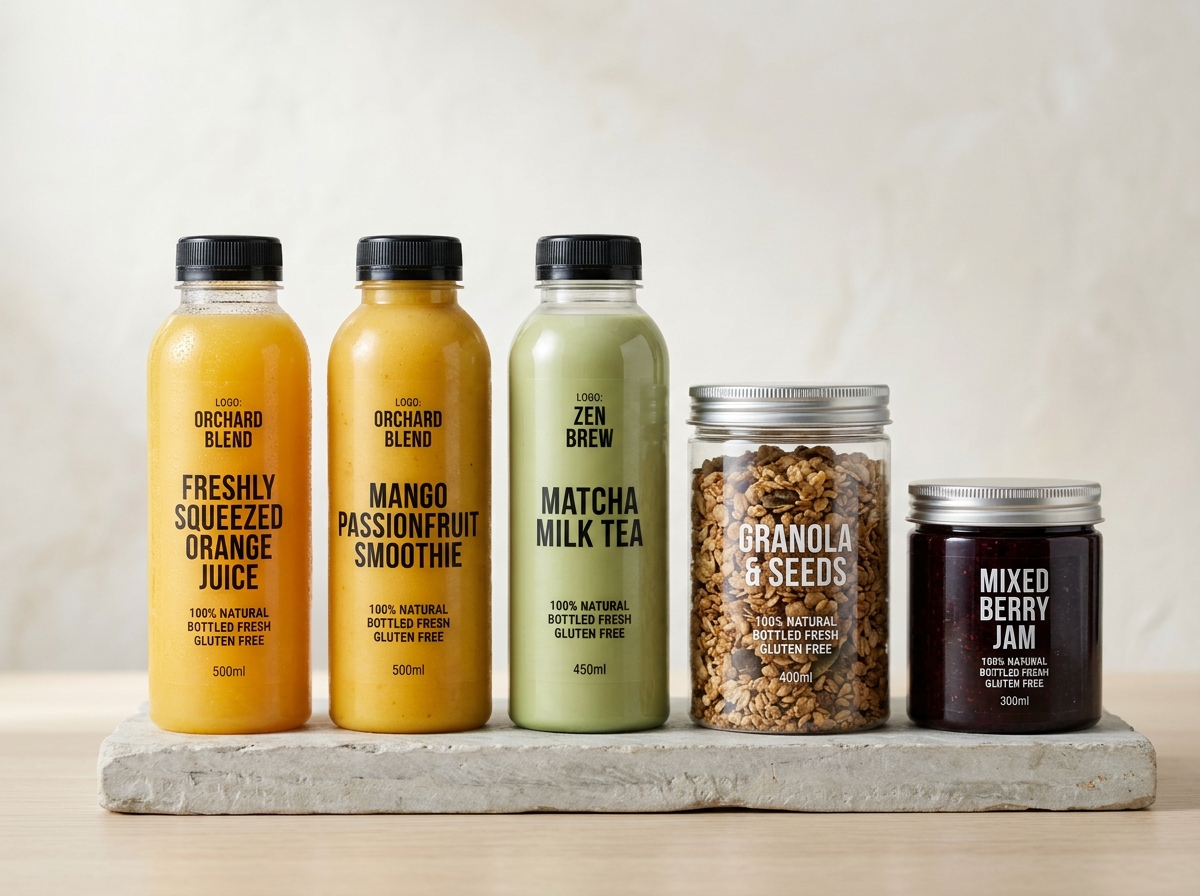 LOGO:
ORCHARD
BLEND
FRESHLY
SQUEEZED
ORANGE
JUICE
100% NATURAL
BOTTLED FRESH
GLUTEN FREE
500ml
LOGO:
ORCHARD
BLEND
MANGO
PASSIONFRUIT
SMOOTHIE
100% NATURAL
BOTTLED FRESH
GLUTEN FREE
500ml
LOGO:
ZEN
BREW
MATCHA
MILK TEA
100% NATURAL
BOTTLED FRESH
GLUTEN FREE
450ml
GRANOLA
& SEEDS
100% NATURAL
BOTTLED FRESH
GLUTEN FREE
400ml
MIXED
BERRY
JAM
100% NATURAL
BOTTLED FRESH
GLUTEN FREE
300ml